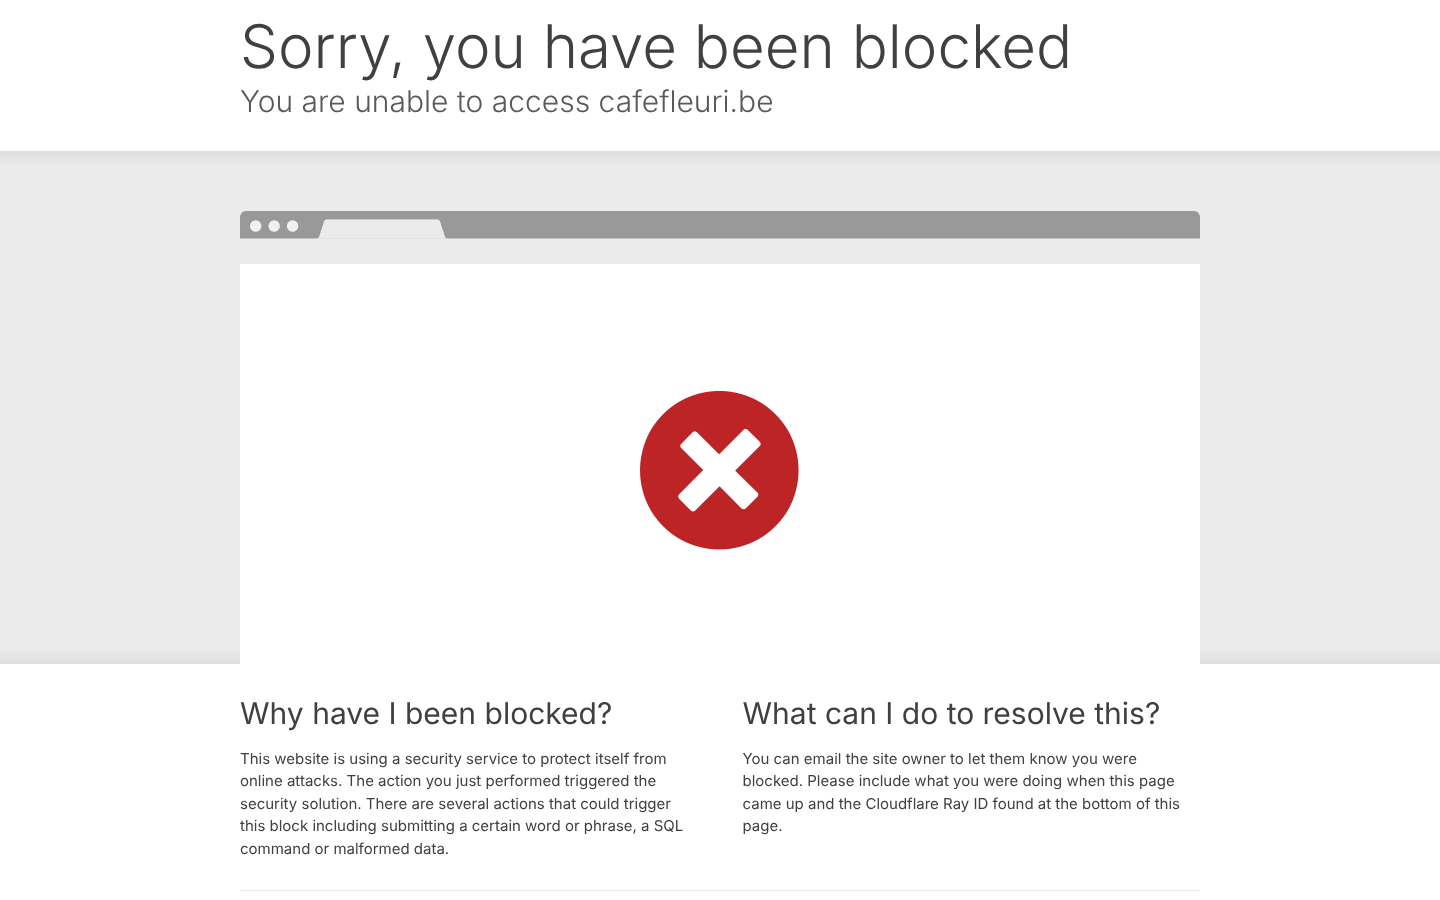 Sorry, you have been blocked
You are unable to access cafefleuri.be
Why have I been blocked?
This website is using a security service to protect itself from
online attacks. The action you just performed triggered the
security solution. There are several actions that could trigger
this block including submitting a certain word or phrase, a SQL
command or malformed data.
What can I do to resolve this?
You can email the site owner to let them know you were
blocked. Please include what you were doing when this page
came up and the Cloudflare Ray ID found at the bottom of this
page.